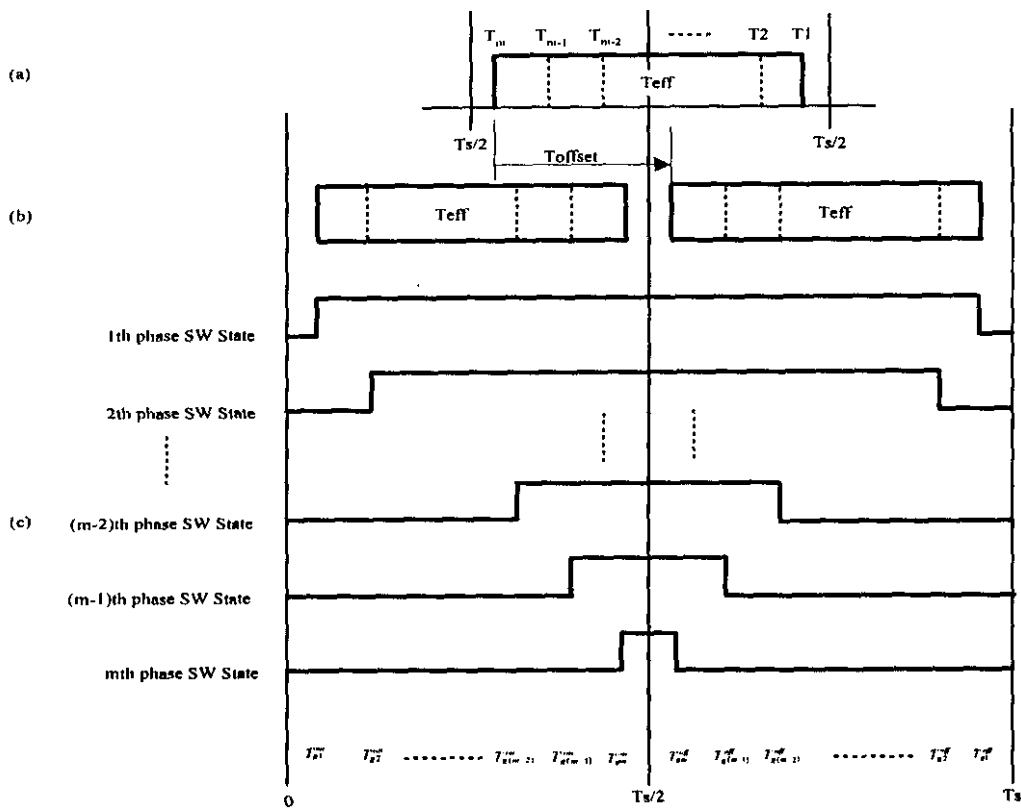 T_m T_m-1 T_m-2 ------ T2 T1
(a)
Teff
Ts/2 Ts/2
Toffset
(b)
Teff Teff
1th phase SW State
2th phase SW State
(c) (m-2)th phase SW State
(m-1)th phase SW State
mth phase SW State
0 Ts/2 Ts